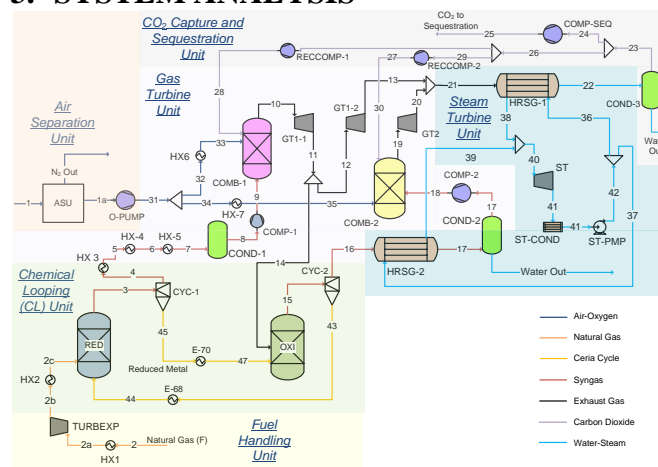 CO₂ Capture and
Sequestration
Unit
CO₂ to
Sequestration
25
COMP-SEQ
24
23
RECCOMP-1
27
29
26
RECCOMP-2
Gas
Turbine
Unit
28
10
13
30
20
21
22
HRSG-1
COND-3
GT1-1
GT1-2
GT2
Steam
Turbine
Unit
38
36
Air
Separation
Unit
N₂ Out
HX6
33
COMB-1
11
12
19
39
40
ST
42
37
32
1
ASU
1a
O-PUMP
31
34
HX-7
9
35
COMB-2
18
COMP-2
17
COND-2
41
ST-COND
41
ST-PMP
HX-4
HX-5
5
6
7
COND-1
8
COMP-1
HX 3
4
14
CYC-2
16
HRSG-2
17
Water Out
Chemical
Looping
(CL) Unit
3
CYC-1
15
43
45
RED
OXI
E-70
47
Reduced Metal
2c
HX2
2b
44
E-68
TURBEXP
2a
2
Natural Gas (F)
HX1
Fuel
Handling
Unit
Air-Oxygen
Natural Gas
Ceria Cycle
Syngas
Exhaust Gas
Carbon Dioxide
Water-Steam